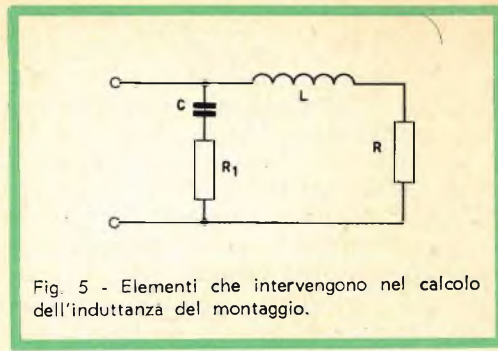 C
L
R₁
R
Fig. 5 - Elementi che intervengono nel calcolo
dell'induttanza del montaggio.